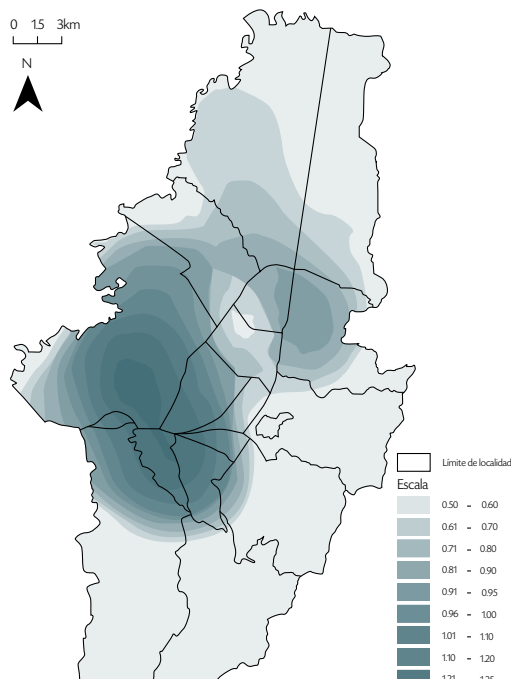 0 1.5 3km
N
Límite de localidad
Escala
0.50 - 0.60
0.61 - 0.70
0.71 - 0.80
0.81 - 0.90
0.91 - 0.95
0.96 - 1.00
1.01 - 1.10
1.10 - 1.20